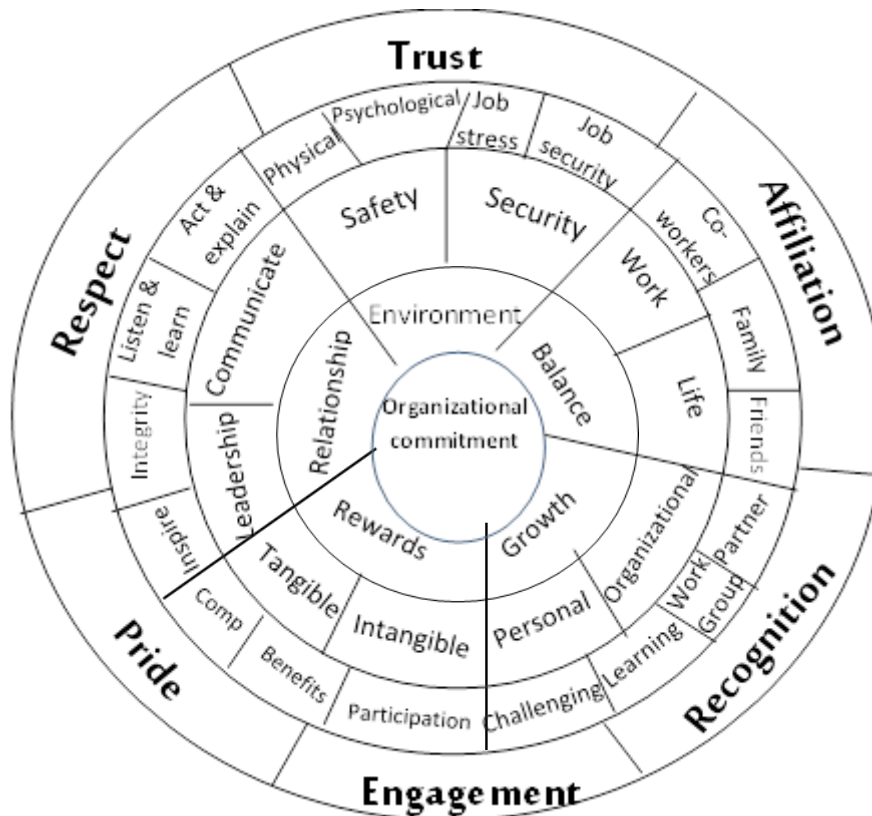 Trust
Affiliation
Recognition
Engagement
Pride
Respect
Physical
Psychological
Job
stress
Job
security
Co-
workers
Family
Friends
Partner
Work
Group
Learning
Challenging
Participation
Benefits
Comp
Inspire
Integrity
Listen &
learn
Act &
explain
Safety
Security
Work
Life
Organizational
Personal
Intangible
Tangible
Leadership
Communicate
Environment
Balance
Growth
Rewards
Relationship
Organizational
commitment